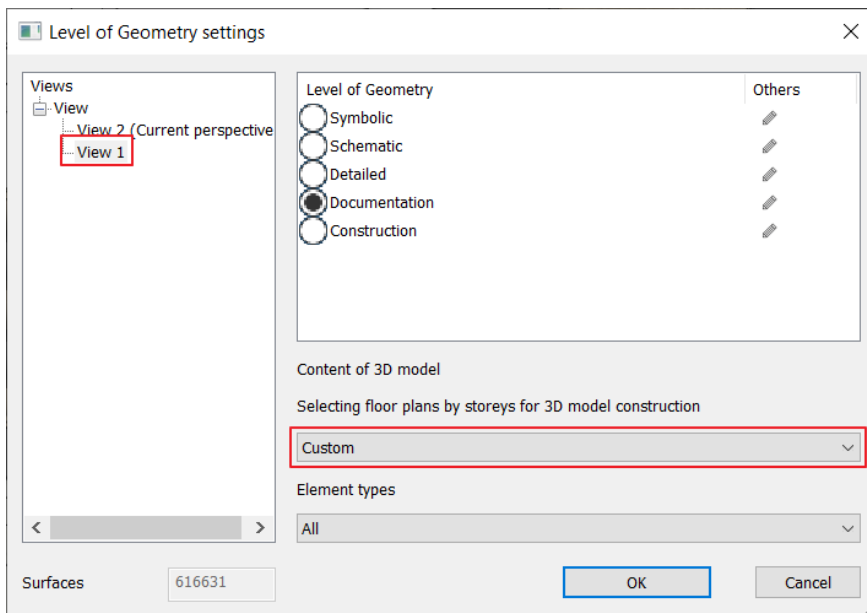 Level of Geometry settings
Views
View
View 2 (Current perspective
View 1
Level of Geometry
Others
Symbolic
Schematic
Detailed
Documentation
Construction
Content of 3D model
Selecting floor plans by storeys for 3D model construction
Custom
Element types
All
Surfaces
616631
OK
Cancel